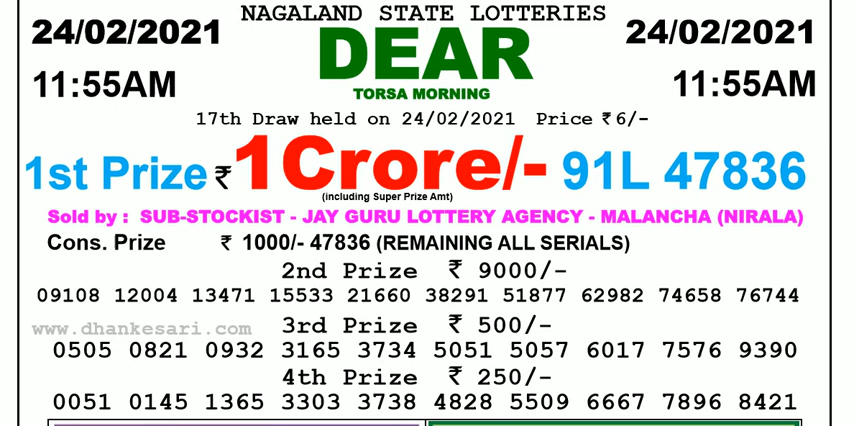 NAGALAND STATE LOTTERIES
24/02/2021 DEAR 24/02/2021
11:55AM TORSA MORNING 11:55AM
17th Draw held on 24/02/2021 Price ₹ 6/-
1st Prize ₹ 1Crore/- 91L 47836
(including Super Prize Amt)
Sold by : SUB-STOCKIST - JAY GURU LOTTERY AGENCY - MALANCHA (NIRALA)
Cons. Prize ₹ 1000/- 47836 (REMAINING ALL SERIALS)
2nd Prize ₹ 9000/-
09108 12004 13471 15533 21660 38291 51877 62982 74658 76744
www.dhankesari.com 3rd Prize ₹ 500/-
0505 0821 0932 3165 3734 5051 5057 6017 7576 9390
4th Prize ₹ 250/-
0051 0145 1365 3303 3738 4828 5509 6667 7896 8421